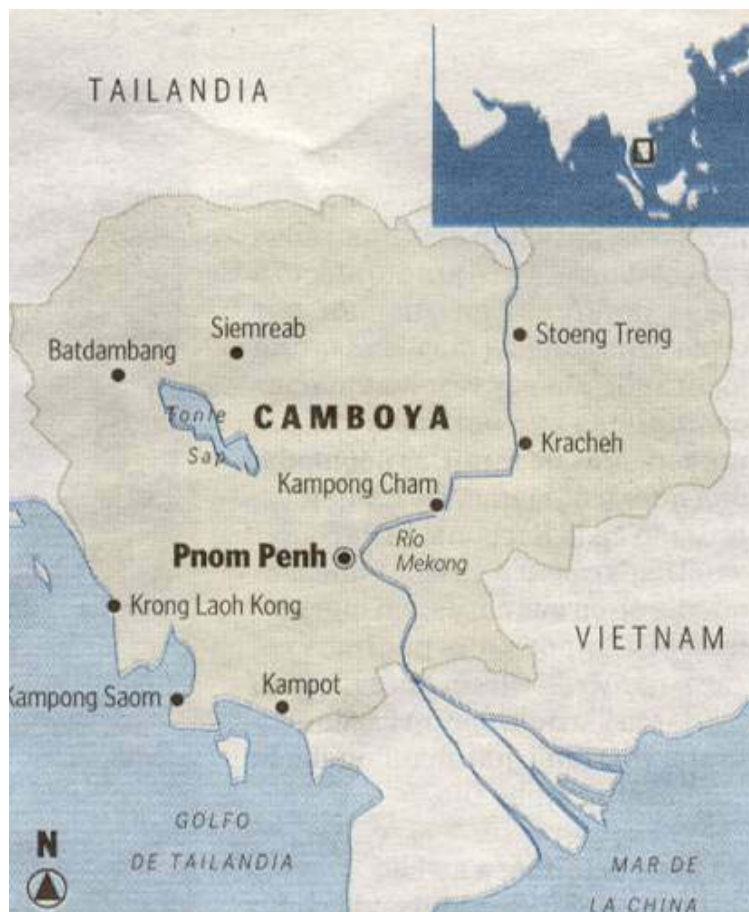 TAILANDIA
Siemreab
Batdambang
Stoeng Treng
Tonle
Sap
CAMBOYA
Kracheh
Kampong Cham
Río
Mekong
Pnom Penh
Krong Laoh Kong
VIETNAM
Kampong Saom
Kampot
GOLFO
DE TAILANDIA
N
MAR DE
LA CHINA